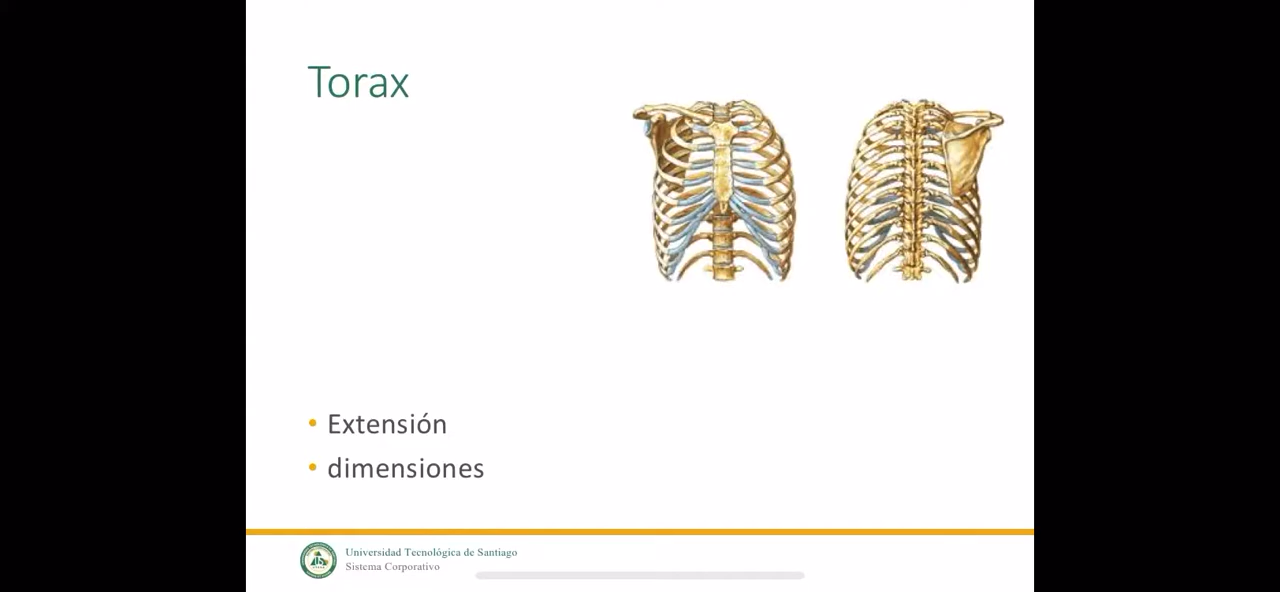 Torax
Extensión
dimensiones
Universidad Tecnológica de Santiago
Sistema Corporativo